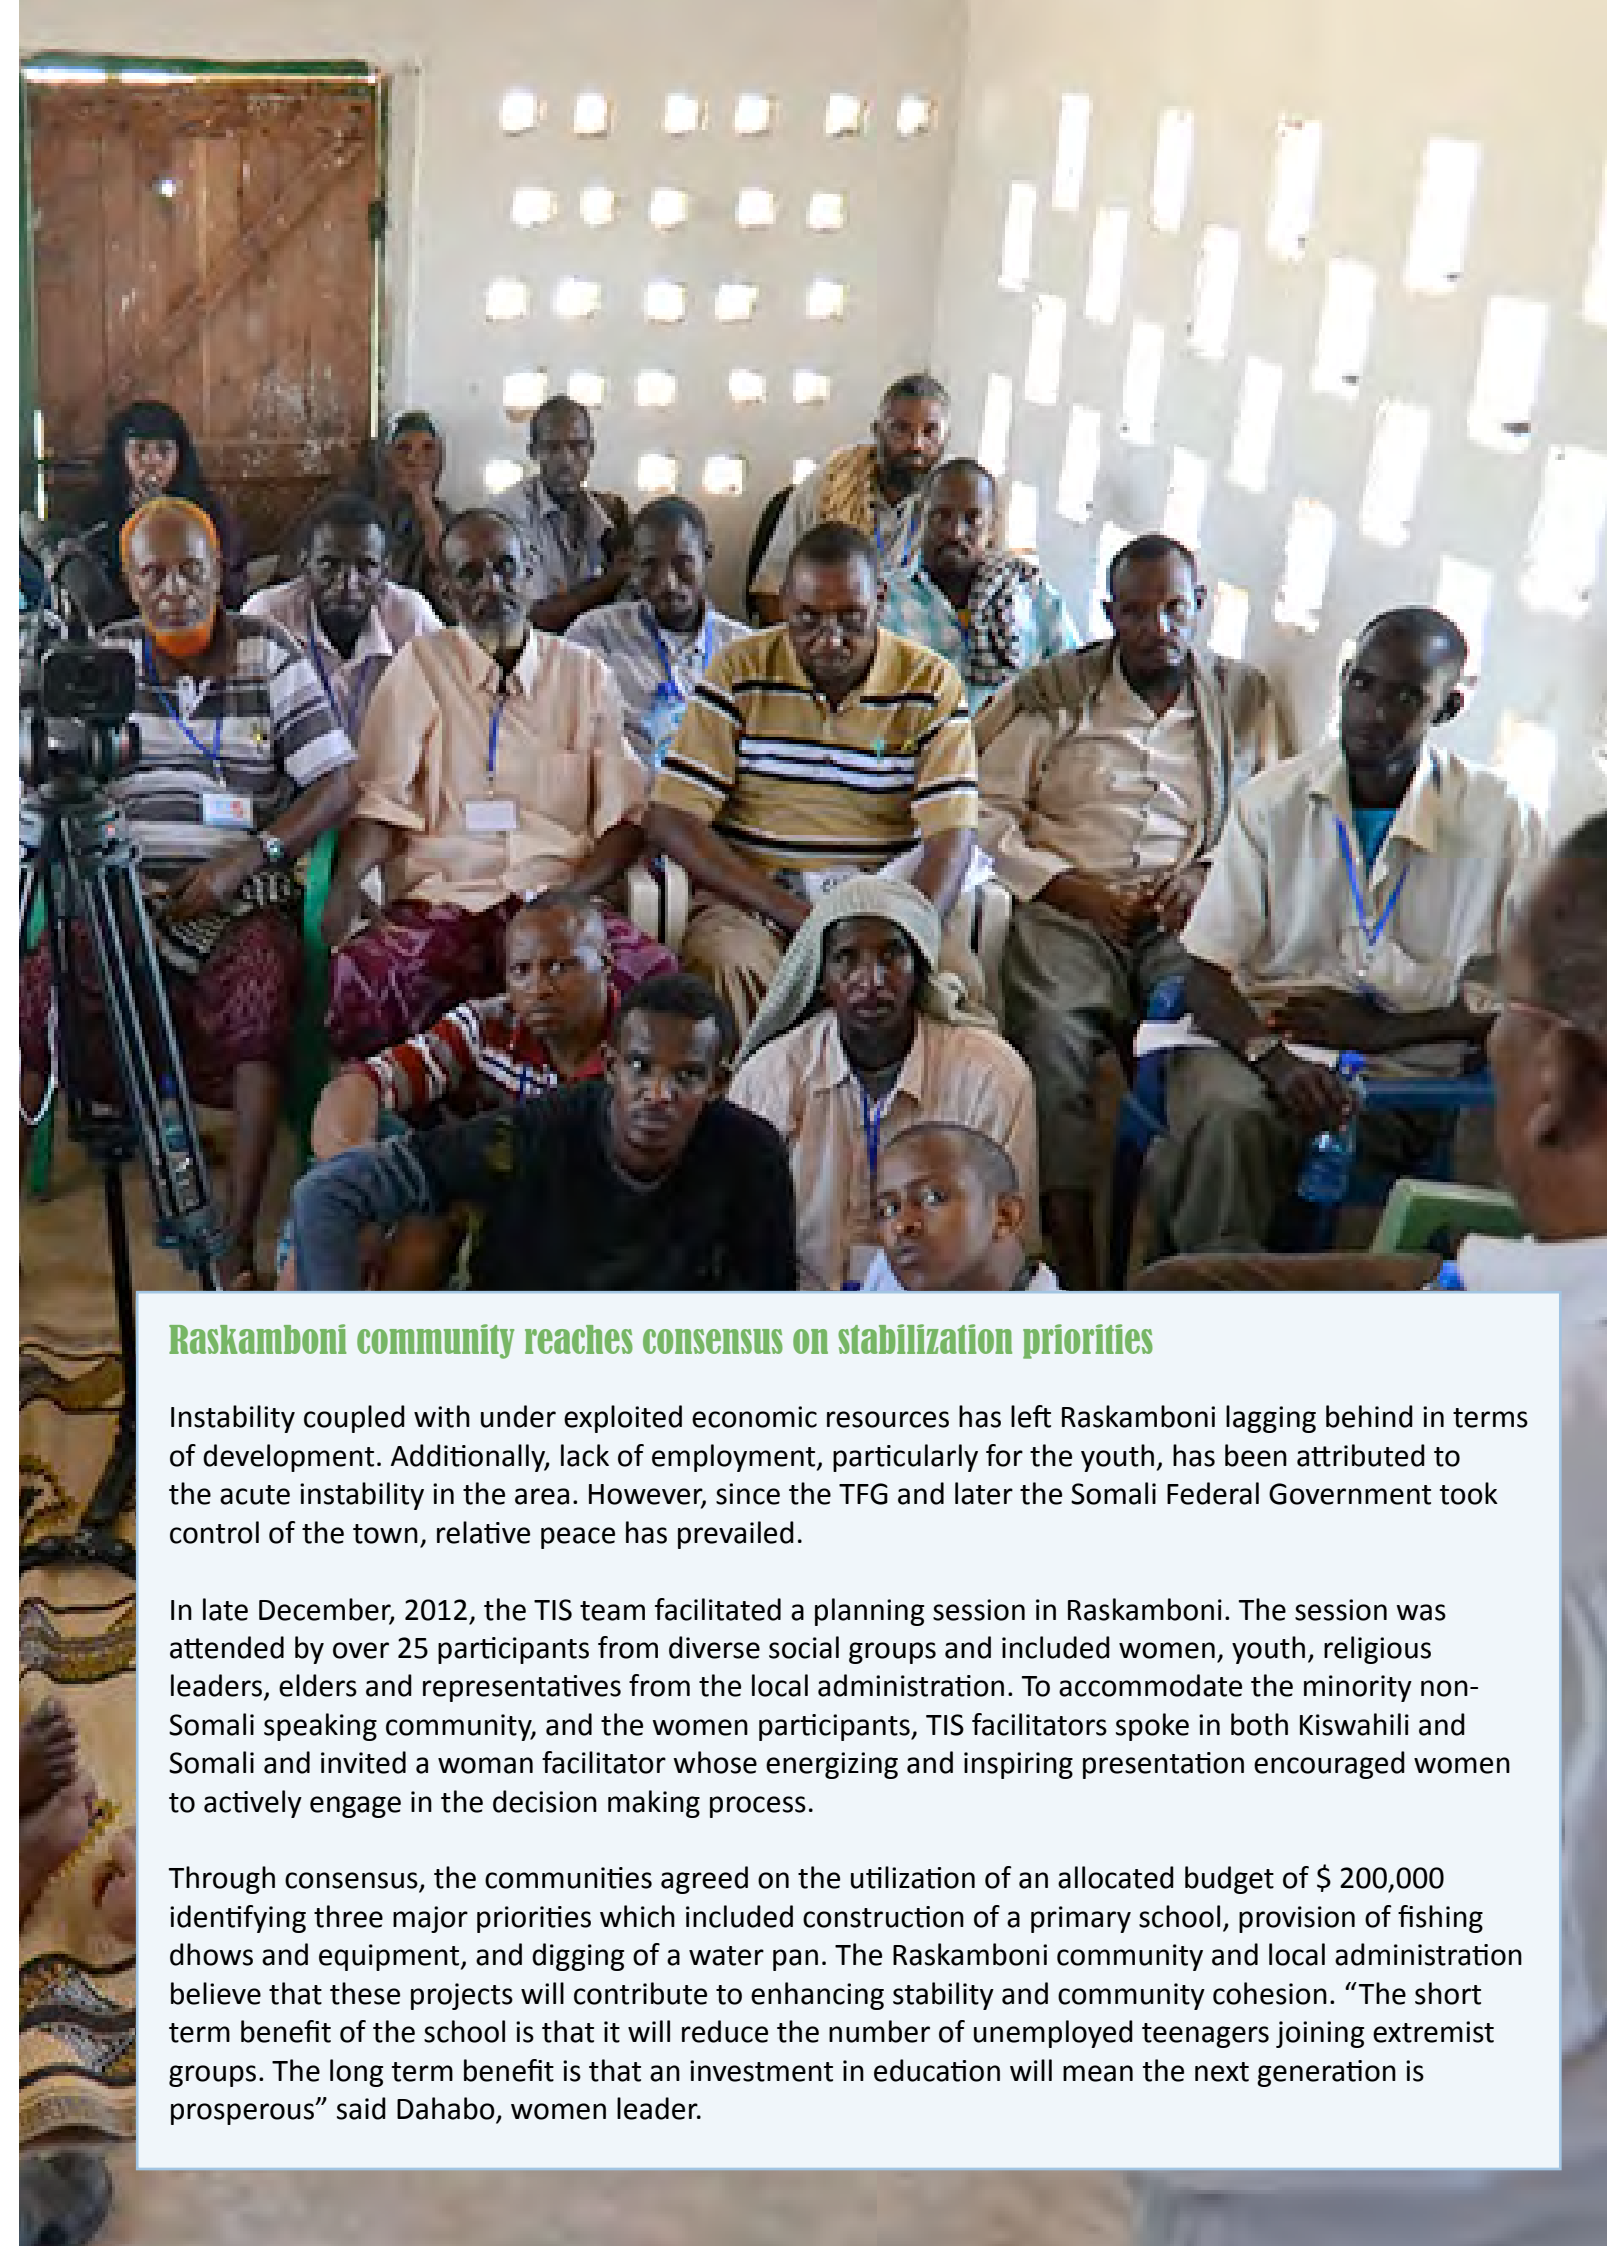 Raskamboni community reaches consensus on stabilization priorities
Instability coupled with under exploited economic resources has left Raskamboni lagging behind in terms
of development. Additionally, lack of employment, particularly for the youth, has been attributed to
the acute instability in the area. However, since the TFG and later the Somali Federal Government took
control of the town, relative peace has prevailed.
In late December, 2012, the TIS team facilitated a planning session in Raskamboni. The session was
attended by over 25 participants from diverse social groups and included women, youth, religious
leaders, elders and representatives from the local administration. To accommodate the minority non-
Somali speaking community, and the women participants, TIS facilitators spoke in both Kiswahili and
Somali and invited a woman facilitator whose energizing and inspiring presentation encouraged women
to actively engage in the decision making process.
Through consensus, the communities agreed on the utilization of an allocated budget of $ 200,000
identifying three major priorities which included construction of a primary school, provision of fishing
dhows and equipment, and digging of a water pan. The Raskamboni community and local administration
believe that these projects will contribute to enhancing stability and community cohesion. “The short
term benefit of the school is that it will reduce the number of unemployed teenagers joining extremist
groups. The long term benefit is that an investment in education will mean the next generation is
prosperous” said Dahabo, women leader.